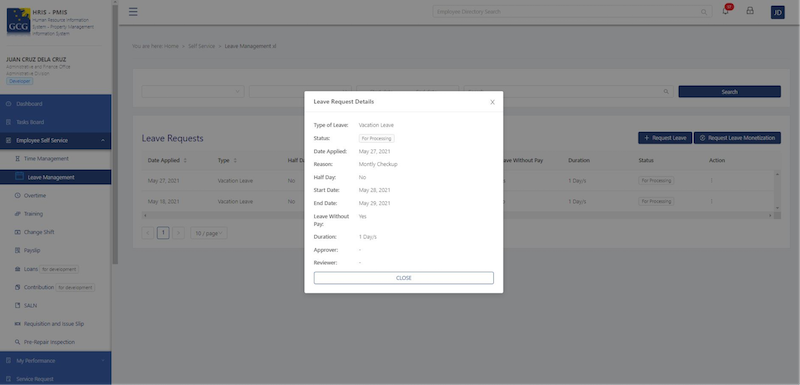 HRIS - PMIS
Human Resource Information
System - Property Management
Information System
GCG
JUAN CRUZ DELA CRUZ
Administrative and Finance Office
Administrative Division
Developer
Dashboard
Tasks Board
Employee Self Service
Time Management
Leave Management
Overtime
Training
Change Shift
Payslip
Loans for development
Contribution for development
SALN
Requisition and Issue Slip
Pre-Repair Inspection
My Performance
Service Request
Employee Directory Search
JD
You are here: Home > Self Service > Leave Management
Search
Leave Requests
+ Request Leave
Request Leave Monetization
Date Applied Type Half D Leave Without Pay Duration Status Action
May 27, 2021 Vacation Leave No 1 Day/s For Processing
May 18, 2021 Vacation Leave No 1 Day/s For Processing
< 1 > 10 / page
Leave Request Details
X
Type of Leave: Vacation Leave
Status: For Processing
Date Applied: May 27, 2021
Reason: Montly Checkup
Half Day: No
Start Date: May 28, 2021
End Date: May 29, 2021
Leave Without Yes
Pay:
Duration: 1 Day/s
Approver: -
Reviewer: -
CLOSE